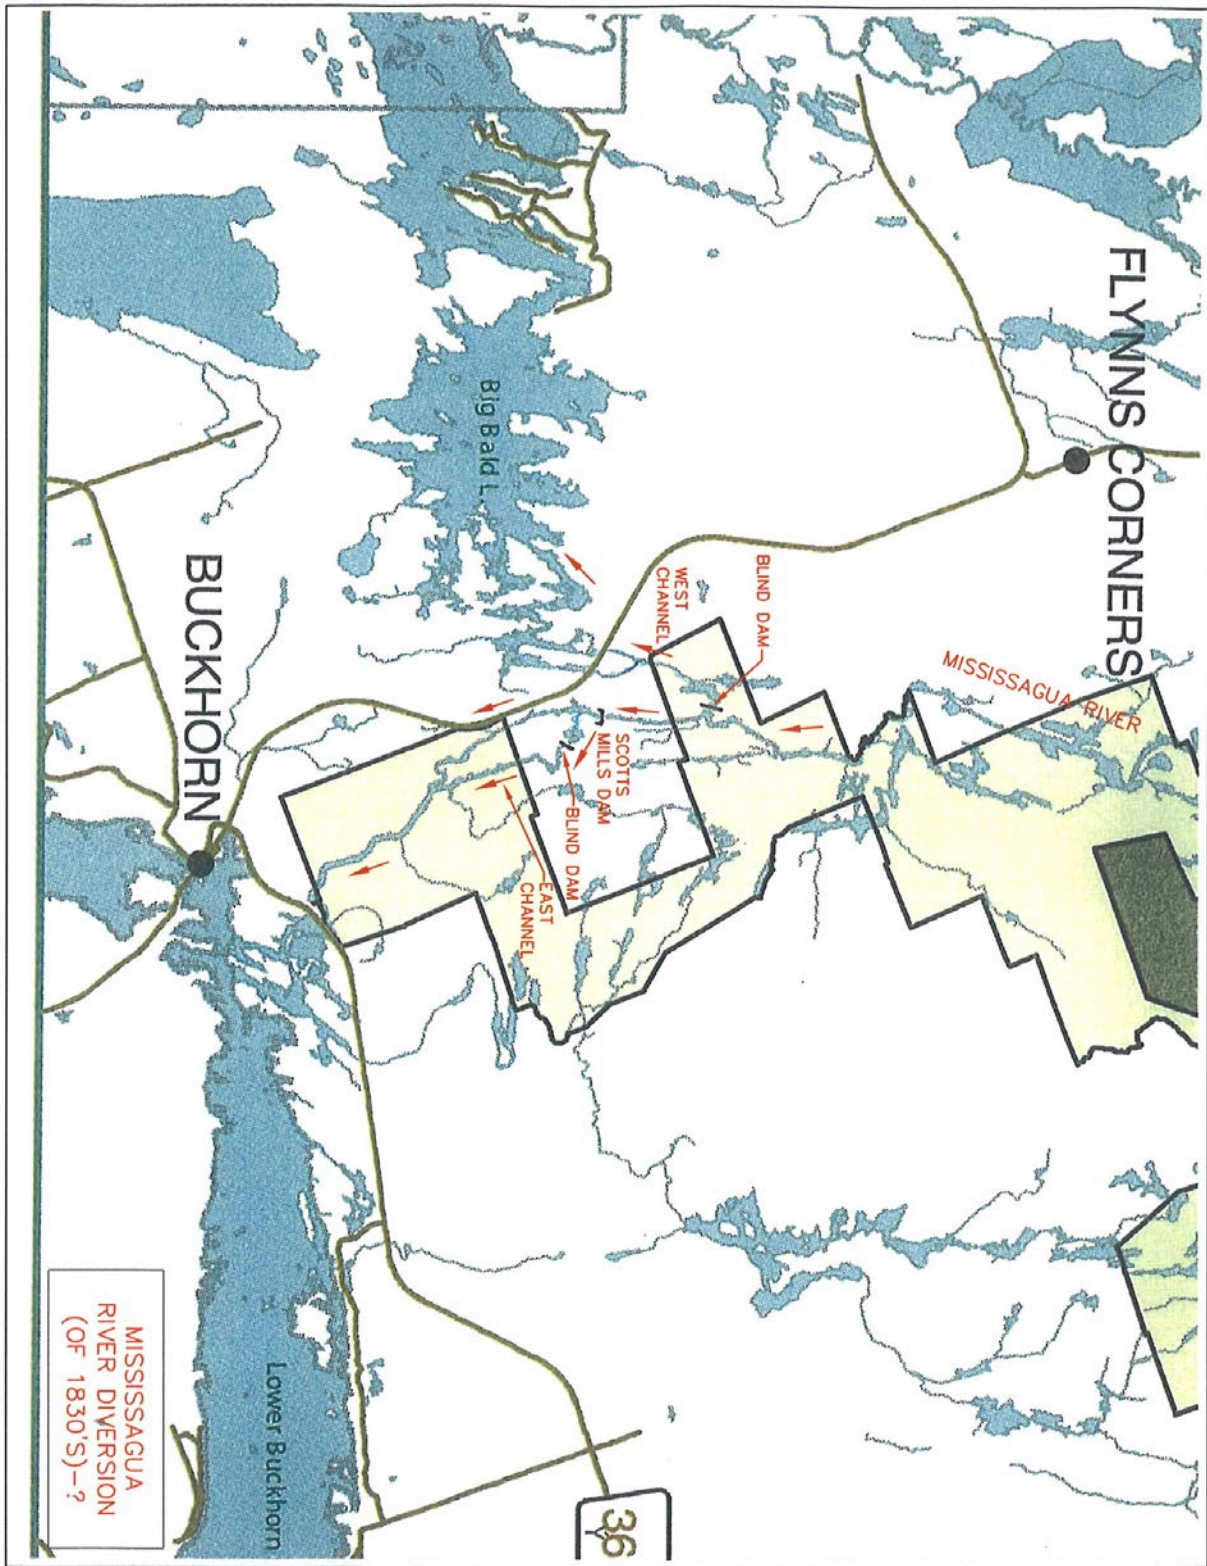 FLYNNS CORNERS
MISSISSAGUA RIVER
BLIND DAM
WEST
CHANNEL
SCOTTS
MILLS DAM
BLIND DAM
EAST
CHANNEL
Big Bald L.
BUCKHORN
Lower Buckhorn
36
MISSISSAGUA
RIVER DIVERSION
(OF 1830'S)-?